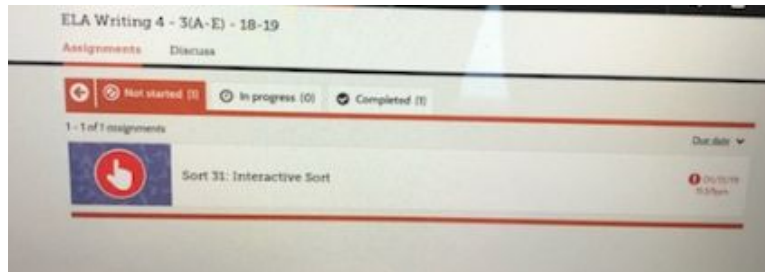 ELA Writing 4 - 3(A-E) - 18-19
Assignments Discuss
Not started (1) In progress (0) Completed (1)
1 - 1 of 1 assignments
Due date
Sort 31: Interactive Sort